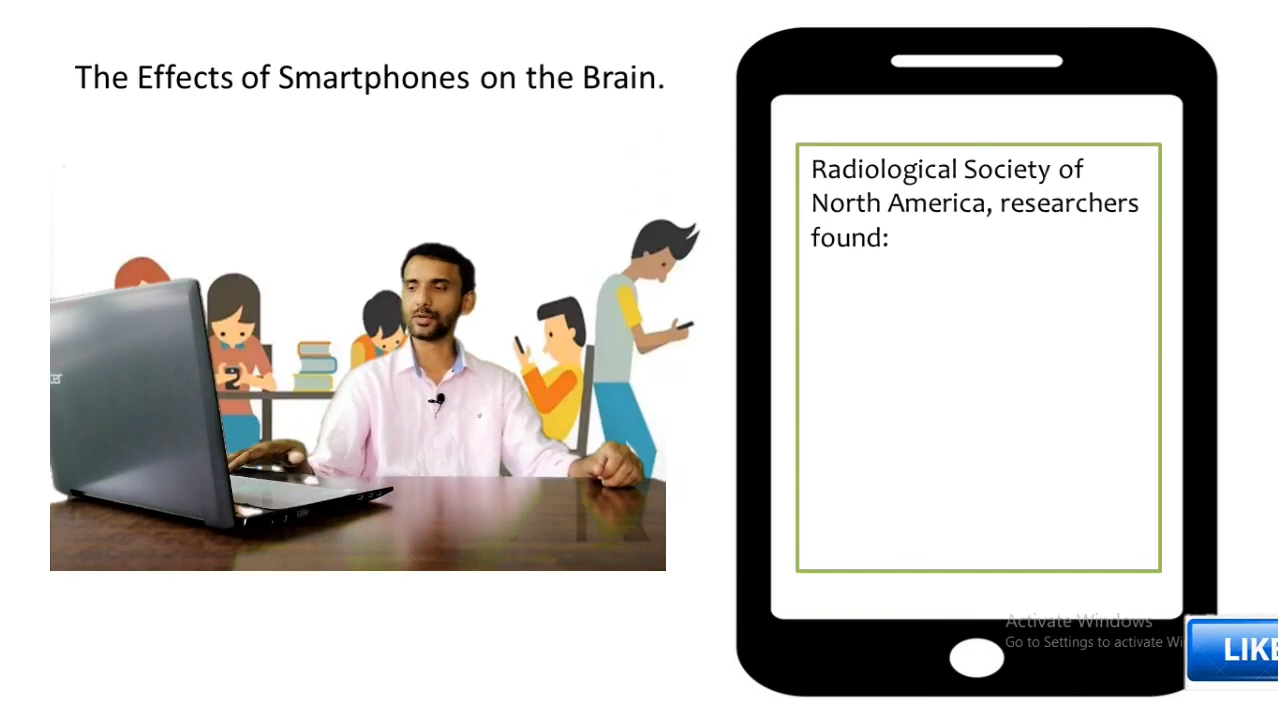 The Effects of Smartphones on the Brain.
Radiological Society of
North America, researchers
found:
Activate Windows
Go to Settings to activate Wi
LIKE